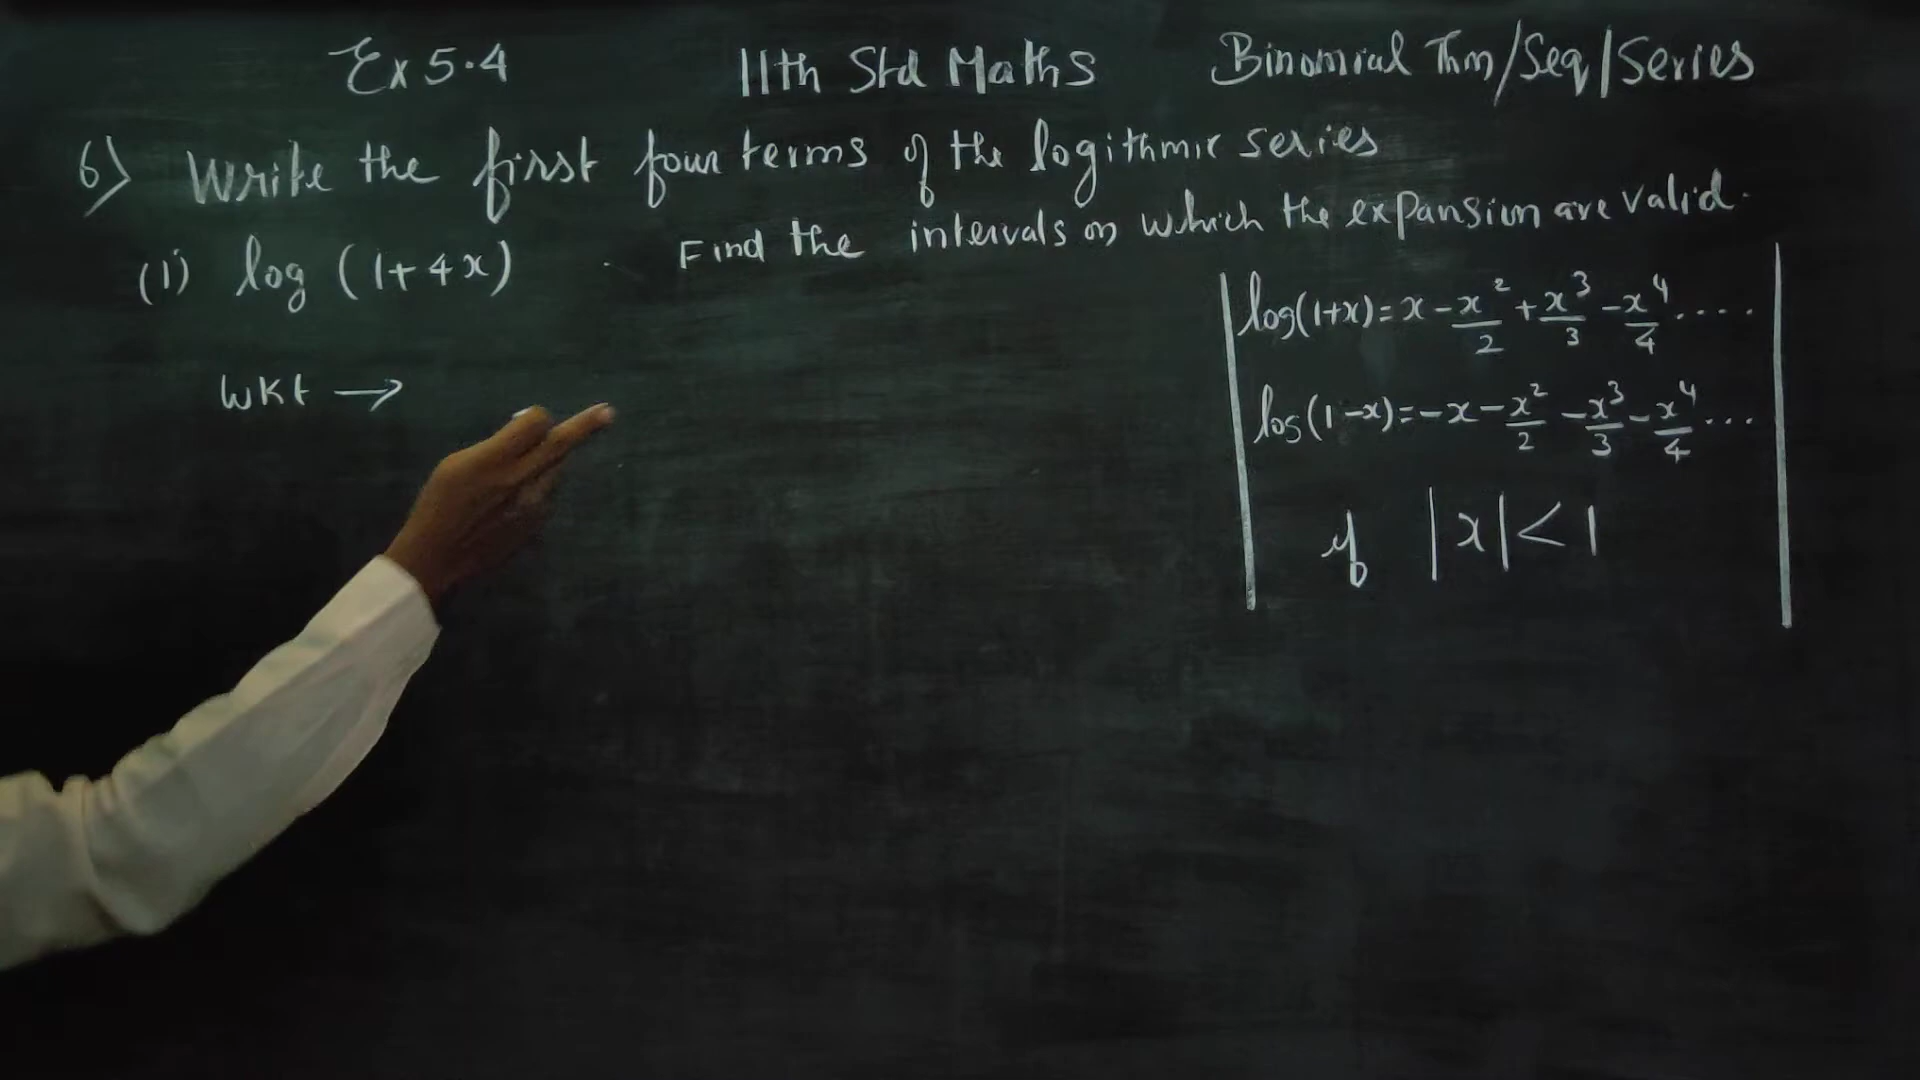 Ex 5.4 11th Std Maths Binomial Thm/Seq/Series
6) Write the first four terms of the logithmic series
Find the intervals on which the expansion are valid.
(1) log (1+4x)
log(1+x) = x - x²/2 + x³/3 - x⁴/4 ....
WKt →
log(1-x) = -x - x²/2 - x³/3 - x⁴/4 ...
if |x| < 1